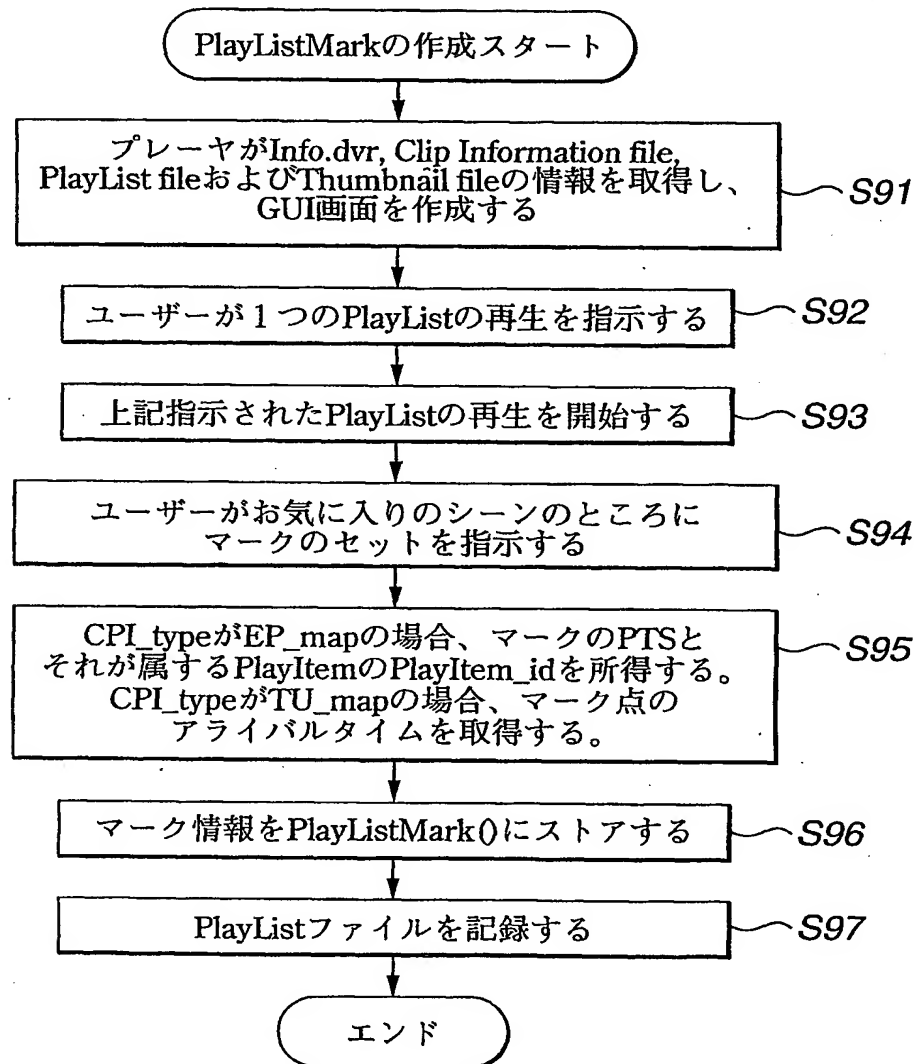 PlayListMarkの作成スタート
プレーヤがInfo.dvr, Clip Information file,
PlayList fileおよびThumbnail fileの情報を取得し、
GUI画面を作成する
S91
ユーザーが1つのPlayListの再生を指示する
S92
上記指示されたPlayListの再生を開始する
S93
ユーザーがお気に入りのシーンのところに
マークのセットを指示する
S94
CPI_typeがEP_mapの場合、マークのPTSと
それが属するPlayItemのPlayItem_idを所得する。
CPI_typeがTU_mapの場合、マーク点の
アライバルタイムを取得する。
S95
マーク情報をPlayListMark()にストアする
S96
PlayListファイルを記録する
S97
エンド